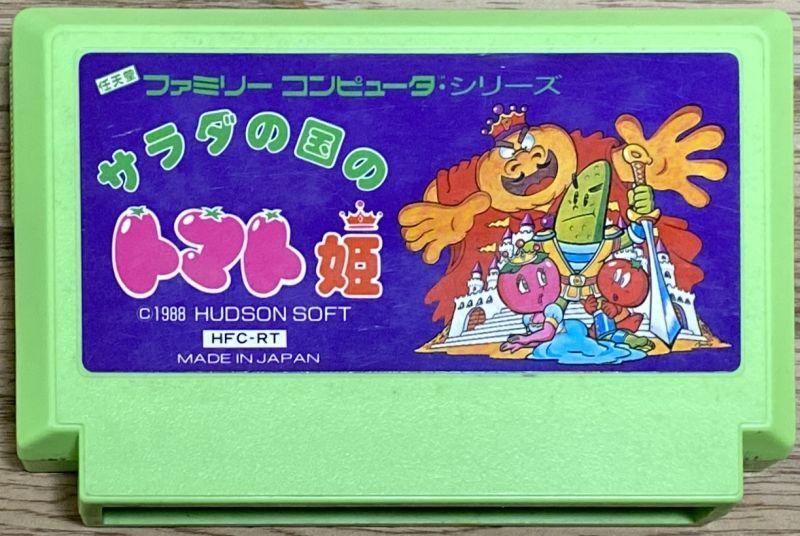 任天堂 ファミリー コンピュータ・シリーズ
サラダの国の
トマト姫
©1988 HUDSON SOFT
HFC-RT
MADE IN JAPAN